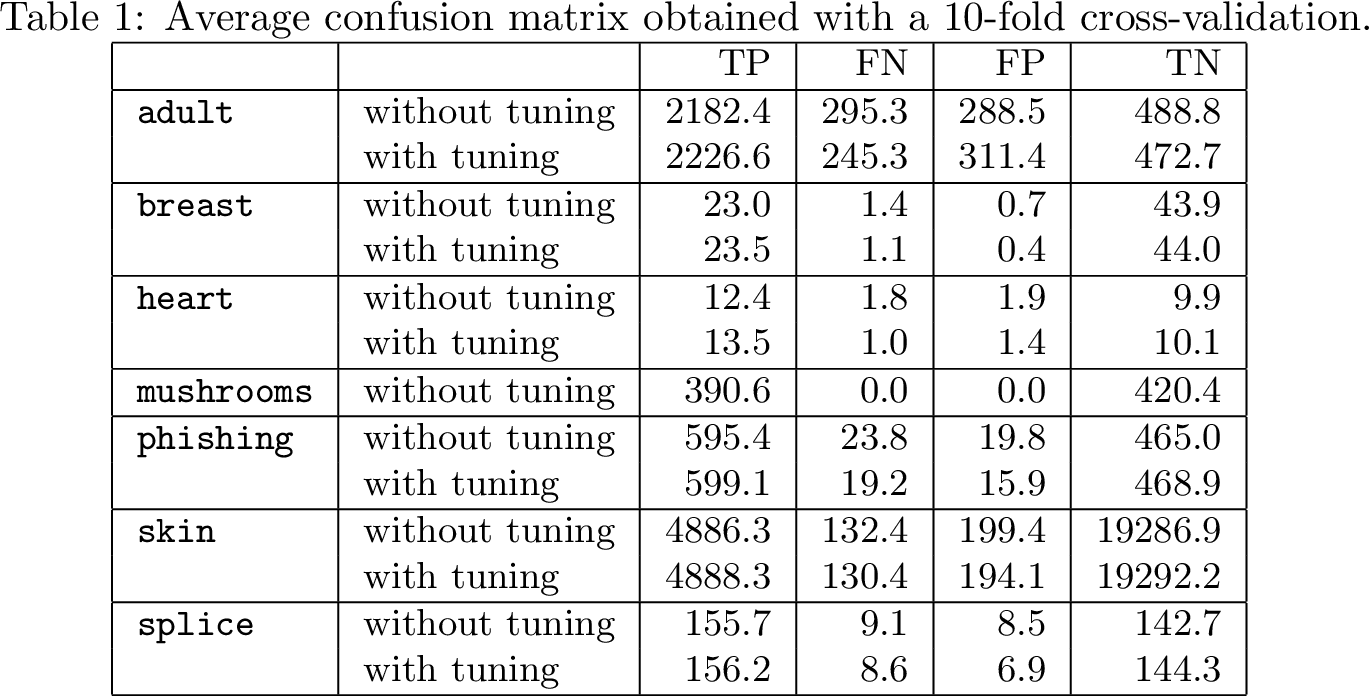 Table 1: Average confusion matrix obtained with a 10-fold cross-validation.
TP FN FP TN
adult without tuning 2182.4 295.3 288.5 488.8
with tuning 2226.6 245.3 311.4 472.7
breast without tuning 23.0 1.4 0.7 43.9
with tuning 23.5 1.1 0.4 44.0
heart without tuning 12.4 1.8 1.9 9.9
with tuning 13.5 1.0 1.4 10.1
mushrooms without tuning 390.6 0.0 0.0 420.4
phishing without tuning 595.4 23.8 19.8 465.0
with tuning 599.1 19.2 15.9 468.9
skin without tuning 4886.3 132.4 199.4 19286.9
with tuning 4888.3 130.4 194.1 19292.2
splice without tuning 155.7 9.1 8.5 142.7
with tuning 156.2 8.6 6.9 144.3